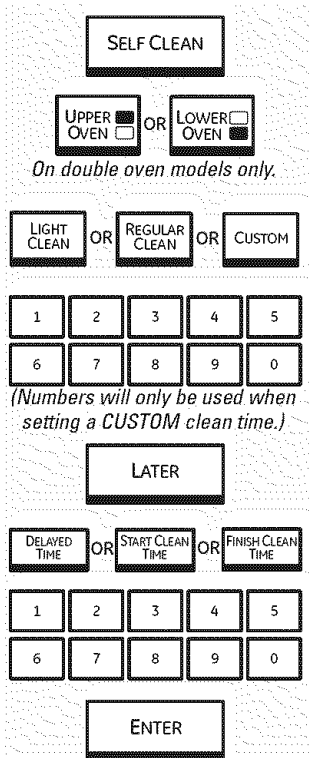 SELF CLEAN
UPPER OR LOWER
OVEN OVEN
On double oven models only.
LIGHT CLEAN OR REGULAR CLEAN OR CUSTOM
1 2 3 4 5
6 7 8 9 0
(Numbers will only be used when
setting a CUSTOM clean time.)
LATER
DELAYED TIME OR START CLEAN TIME OR FINISH CLEAN TIME
1 2 3 4 5
6 7 8 9 0
ENTER